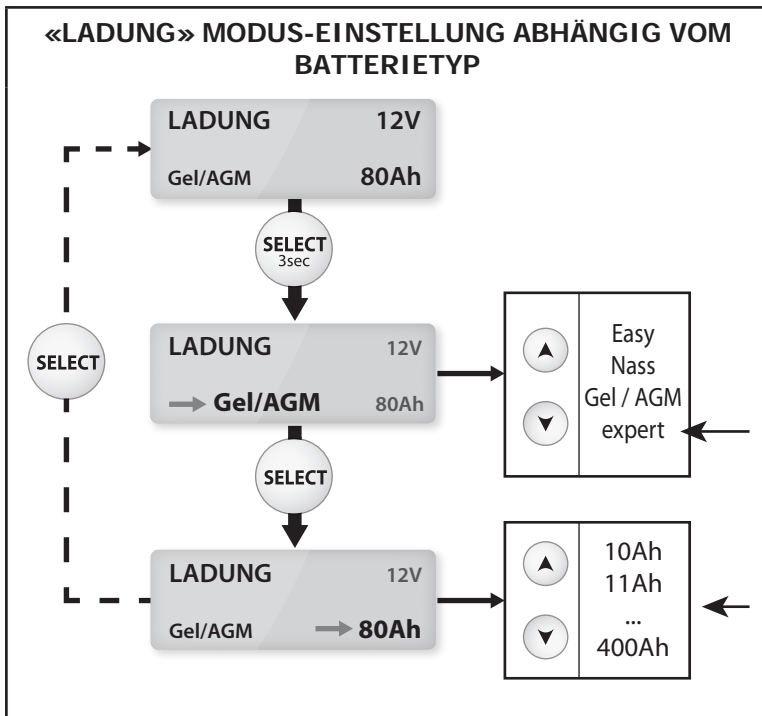 «LADUNG» MODUS-EINSTELLUNG ABHÄNGIG VOM
BATTERIETYP
LADUNG 12V
Gel/AGM 80Ah
SELECT
3sec
SELECT
LADUNG 12V
Gel/AGM 80Ah
Easy
Nass
Gel / AGM
expert
SELECT
LADUNG 12V
Gel/AGM 80Ah
10Ah
11Ah
...
400Ah